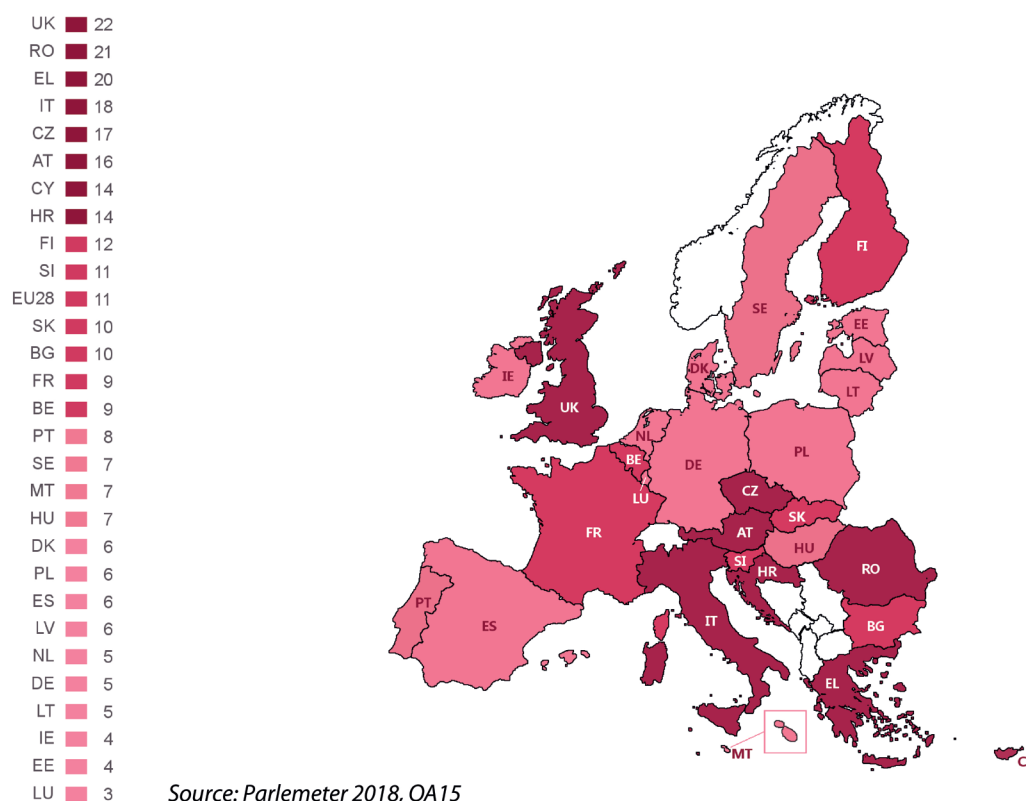 UK 22
RO 21
EL 20
IT 18
CZ 17
AT 16
CY 14
HR 14
FI 12
SI 11
EU28 11
SK 10
BG 10
FR 9
BE 9
PT 8
SE 7
MT 7
HU 7
DK 6
PL 6
ES 6
LV 6
NL 5
DE 5
LT 5
IE 4
EE 4
LU 3
FI
SE
EE
LV
DK
IE
LT
UK
NL
PL
BE
DE
CZ
LU
SK
FR
AT
HU
SI
HR
RO
PT
IT
ES
BG
EL
MT
C
Source: Parlemeter 2018, QA15